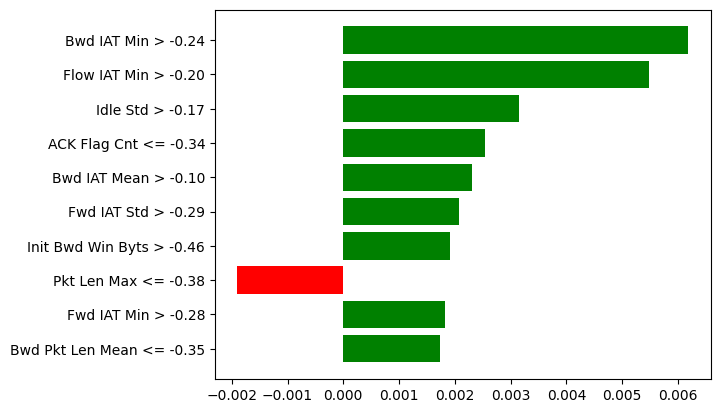 Bwd IAT Min > -0.24
Flow IAT Min > -0.20
Idle Std > -0.17
ACK Flag Cnt <= -0.34
Bwd IAT Mean > -0.10
Fwd IAT Std > -0.29
Init Bwd Win Byts > -0.46
Pkt Len Max <= -0.38
Fwd IAT Min > -0.28
Bwd Pkt Len Mean <= -0.35
−0.002 −0.001 0.000 0.001 0.002 0.003 0.004 0.005 0.006